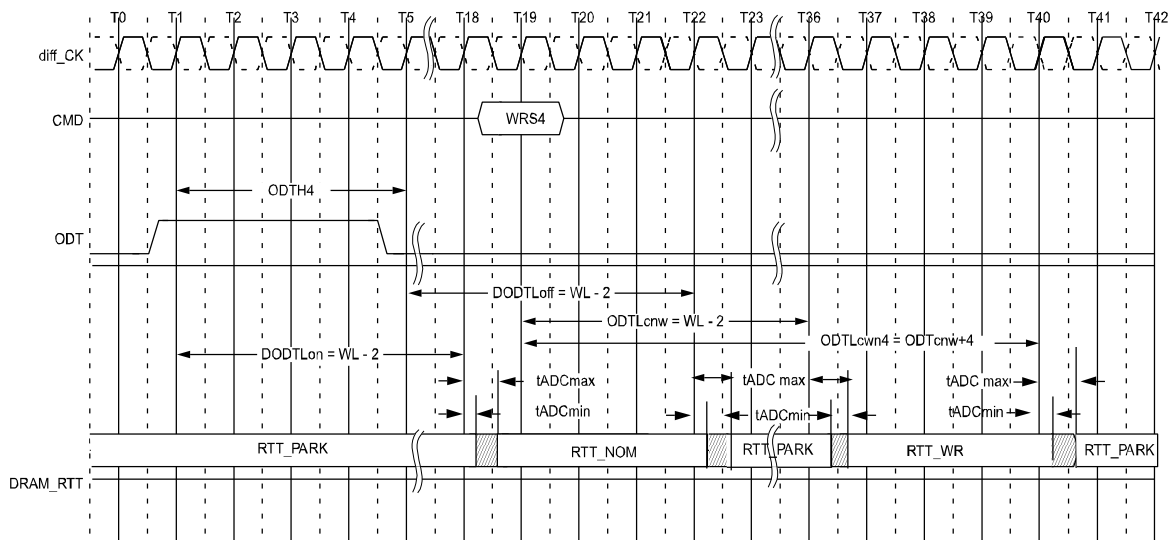 T0 T1 T2 T3 T4 T5 T18 T19 T20 T21 T22 T23 T36 T37 T38 T39 T40 T41 T42
diff_CK
CMD
WRS4
ODTH4
ODT
DODTLoff = WL - 2
ODTLcnw = WL - 2
ODTLcwn4 = ODTcnw+4
DODTLon = WL - 2
tADCmax tADC max tADC max
tADCmin tADCmin tADCmin
RTT_PARK RTT_NOM RTT_PARK RTT_WR RTT_PARK
DRAM_RTT